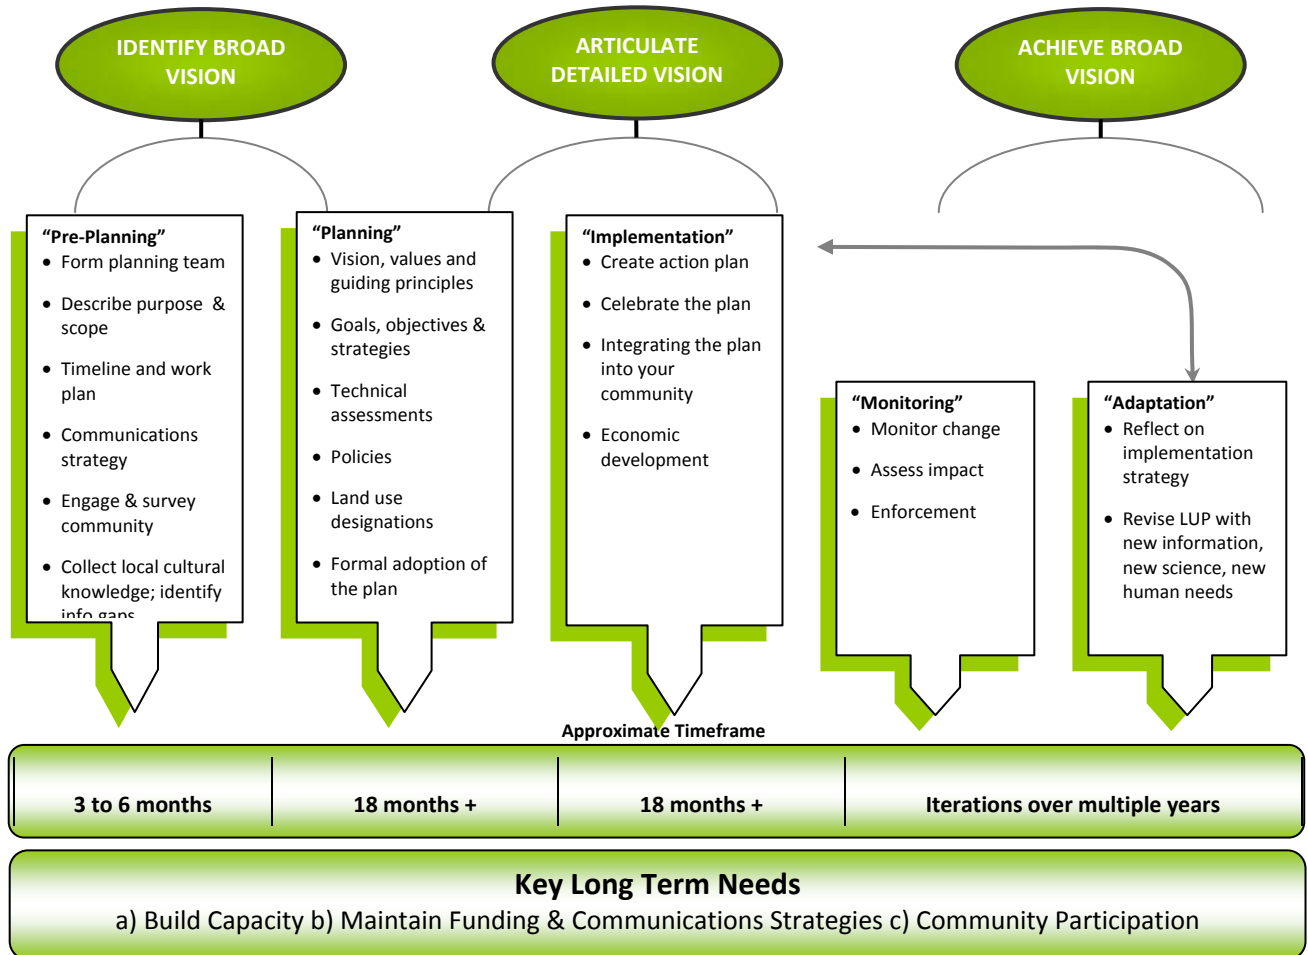 IDENTIFY BROAD
VISION
ARTICULATE
DETAILED VISION
ACHIEVE BROAD
VISION
“Pre-Planning”
• Form planning team
• Describe purpose & 
scope
• Timeline and work
plan
• Communications
strategy
• Engage & survey
community
• Collect local cultural
knowledge; identify
info gaps
“Planning”
• Vision, values and
guiding principles
• Goals, objectives &
strategies
• Technical
assessments
• Policies
• Land use
designations
• Formal adoption of
the plan
“Implementation”
• Create action plan
• Celebrate the plan
• Integrating the plan
into your
community
• Economic
development
“Monitoring”
• Monitor change
• Assess impact
• Enforcement
“Adaptation”
• Reflect on
implementation
strategy
• Revise LUP with
new information,
new science, new
human needs
Approximate Timeframe
3 to 6 months
18 months +
18 months +
Iterations over multiple years
Key Long Term Needs
a) Build Capacity b) Maintain Funding & Communications Strategies c) Community Participation